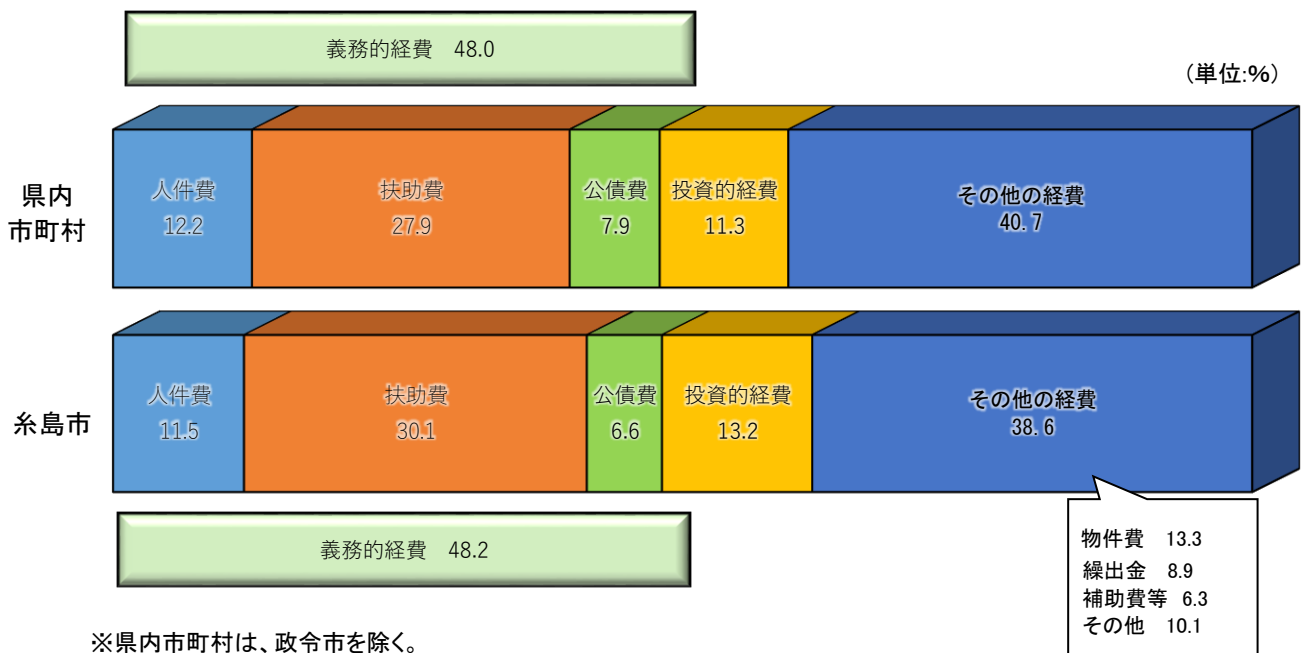 義務的経費　48.0
（単位:%）
県内
市町村
人件費
12.2
扶助費
27.9
公債費
7.9
投資的経費
11.3
その他の経費
40.7
糸島市
人件費
11.5
扶助費
30.1
公債費
6.6
投資的経費
13.2
その他の経費
38.6
義務的経費　48.2
物件費　13.3
繰出金　8.9
補助費等　6.3
その他　10.1
※県内市町村は、政令市を除く。